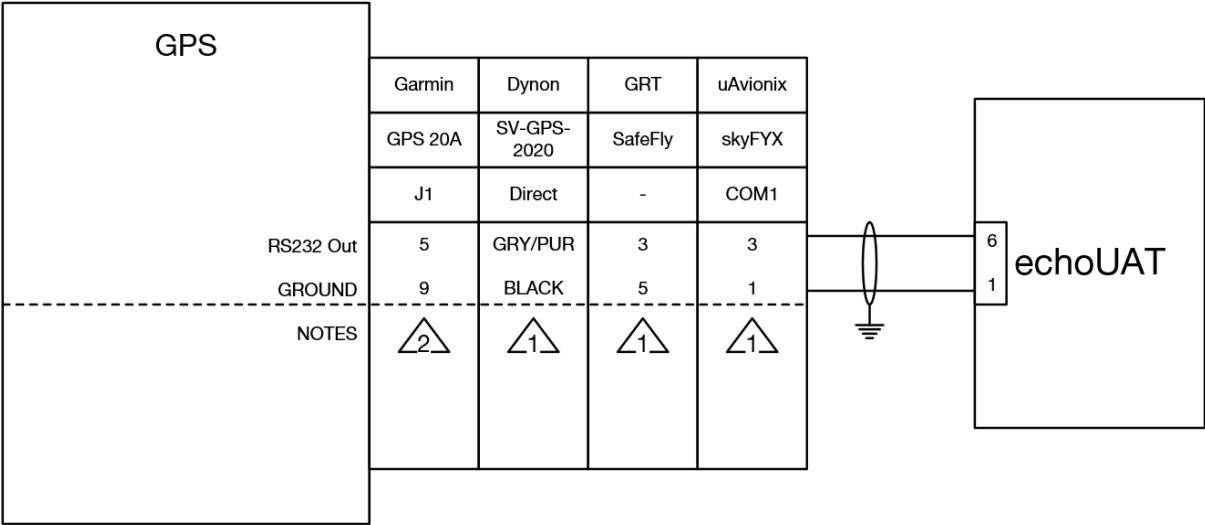 GPS
Garmin Dynon GRT uAvionix
GPS 20A SV-GPS-
2020 SafeFly skyFYX
J1 Direct - COM1
RS232 Out 5 GRY/PUR 3 3 6
echoUAT
GROUND 9 BLACK 5 1 1
NOTES 2 1 1 1